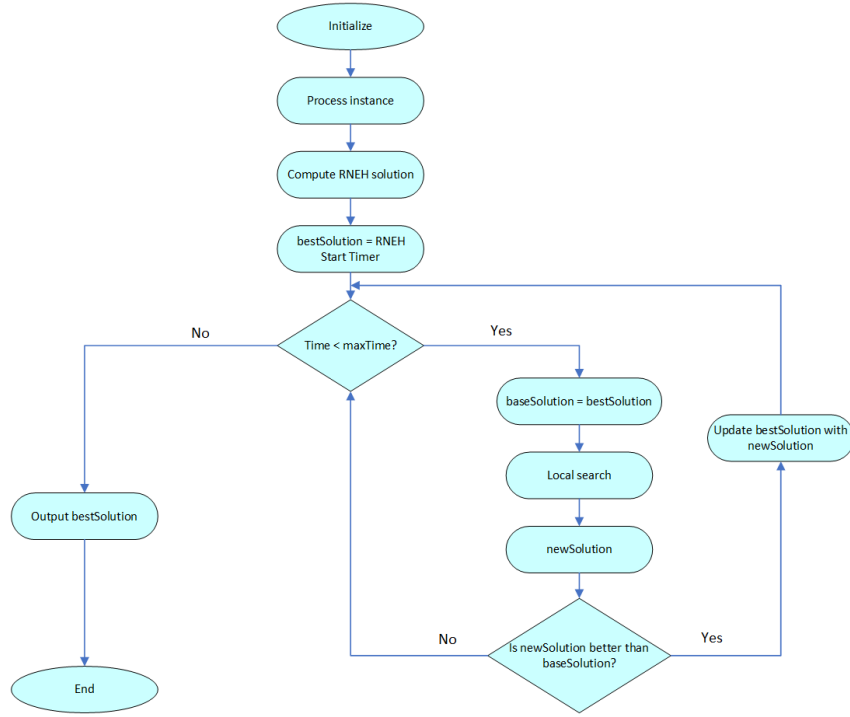 Initialize
Process instance
Compute RNEH solution
bestSolution = RNEH
Start Timer
No
Time < maxTime?
Yes
baseSolution = bestSolution
Update bestSolution with
newSolution
Local search
Output bestSolution
newSolution
No
Is newSolution better than
baseSolution?
Yes
End